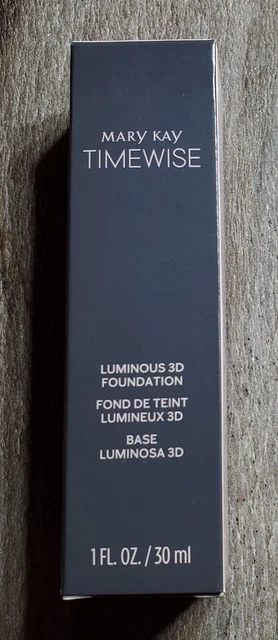 MARY KAY
TIMEWISE
LUMINOUS 3D
FOUNDATION
FOND DE TEINT
LUMINEUX 3D
BASE
LUMINOSA 3D
1 FL. OZ. / 30 ml